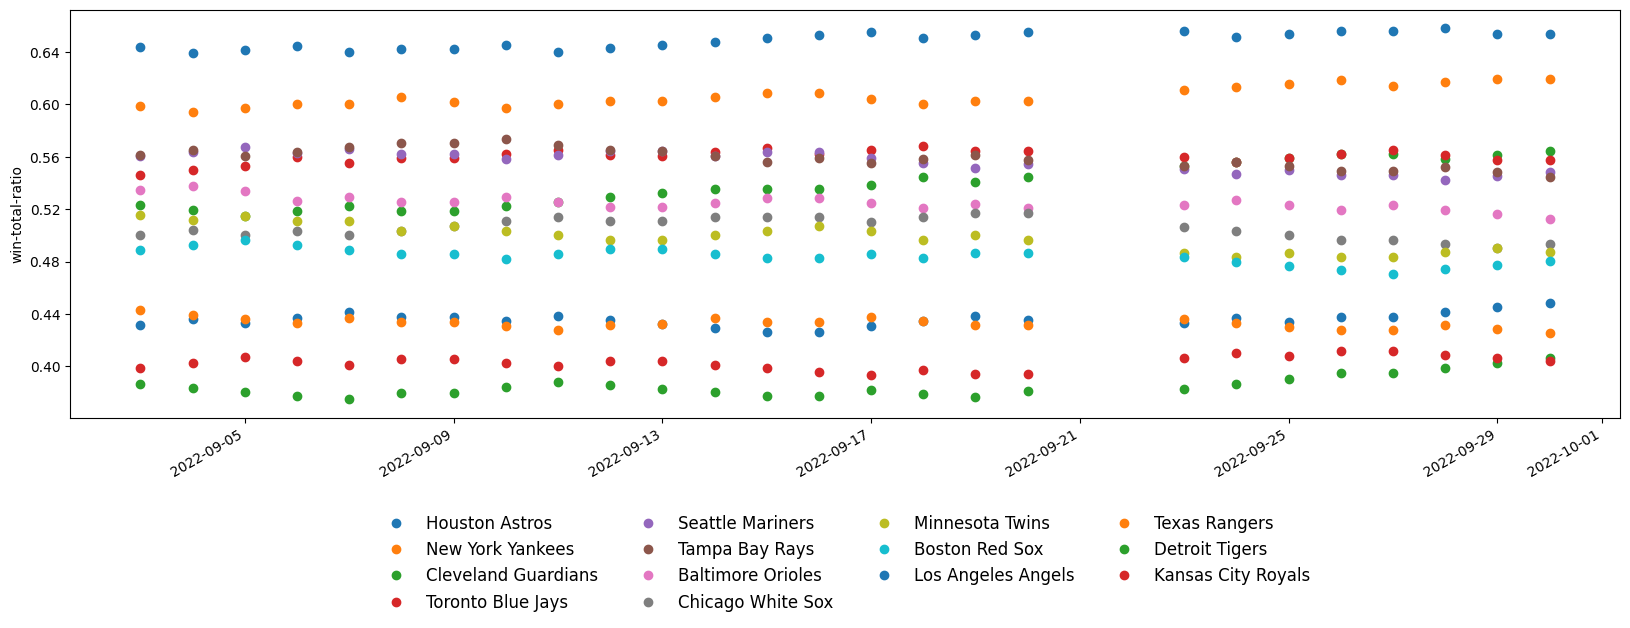 win-total-ratio
0.64
0.60
0.56
0.52
0.48
0.44
0.40
2022-09-05
2022-09-09
2022-09-13
2022-09-17
2022-09-21
2022-09-25
2022-09-29
2022-10-01
Houston Astros
New York Yankees
Cleveland Guardians
Toronto Blue Jays
Seattle Mariners
Tampa Bay Rays
Baltimore Orioles
Chicago White Sox
Minnesota Twins
Boston Red Sox
Los Angeles Angels
Texas Rangers
Detroit Tigers
Kansas City Royals